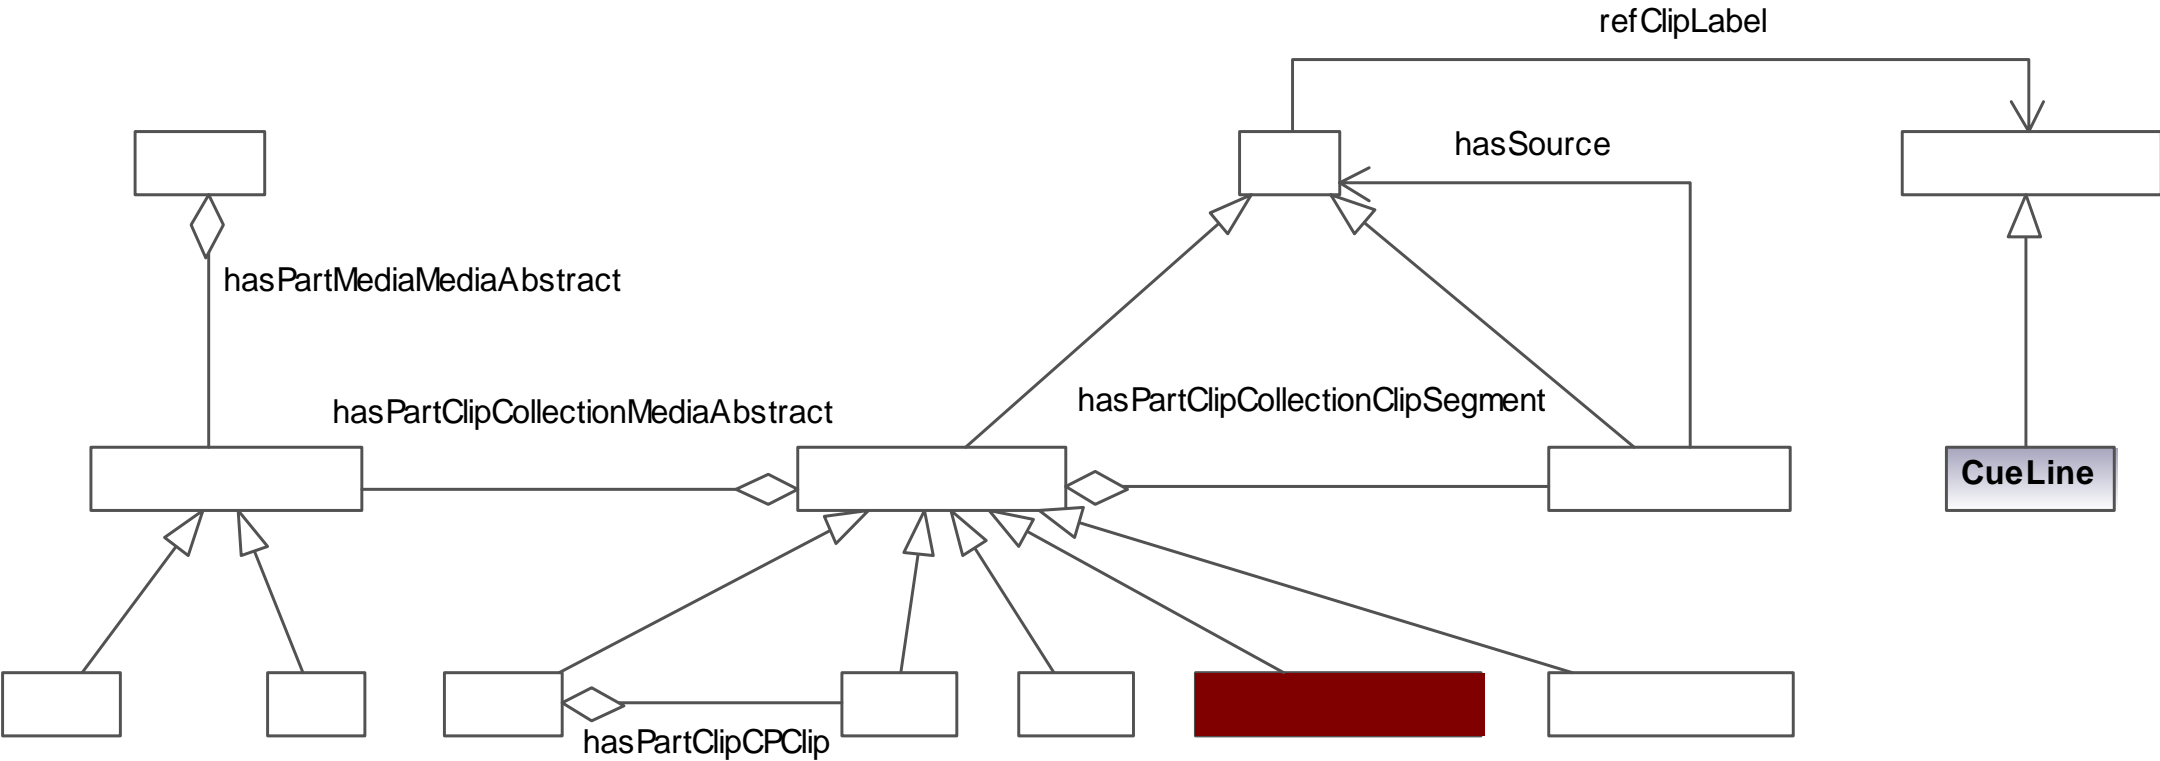 refClipLabel
hasSource
hasPartMediaMediaAbstract
hasPartClipCollectionClipSegment
hasPartClipCollectionMediaAbstract
CueLine
hasPartClipCPClip